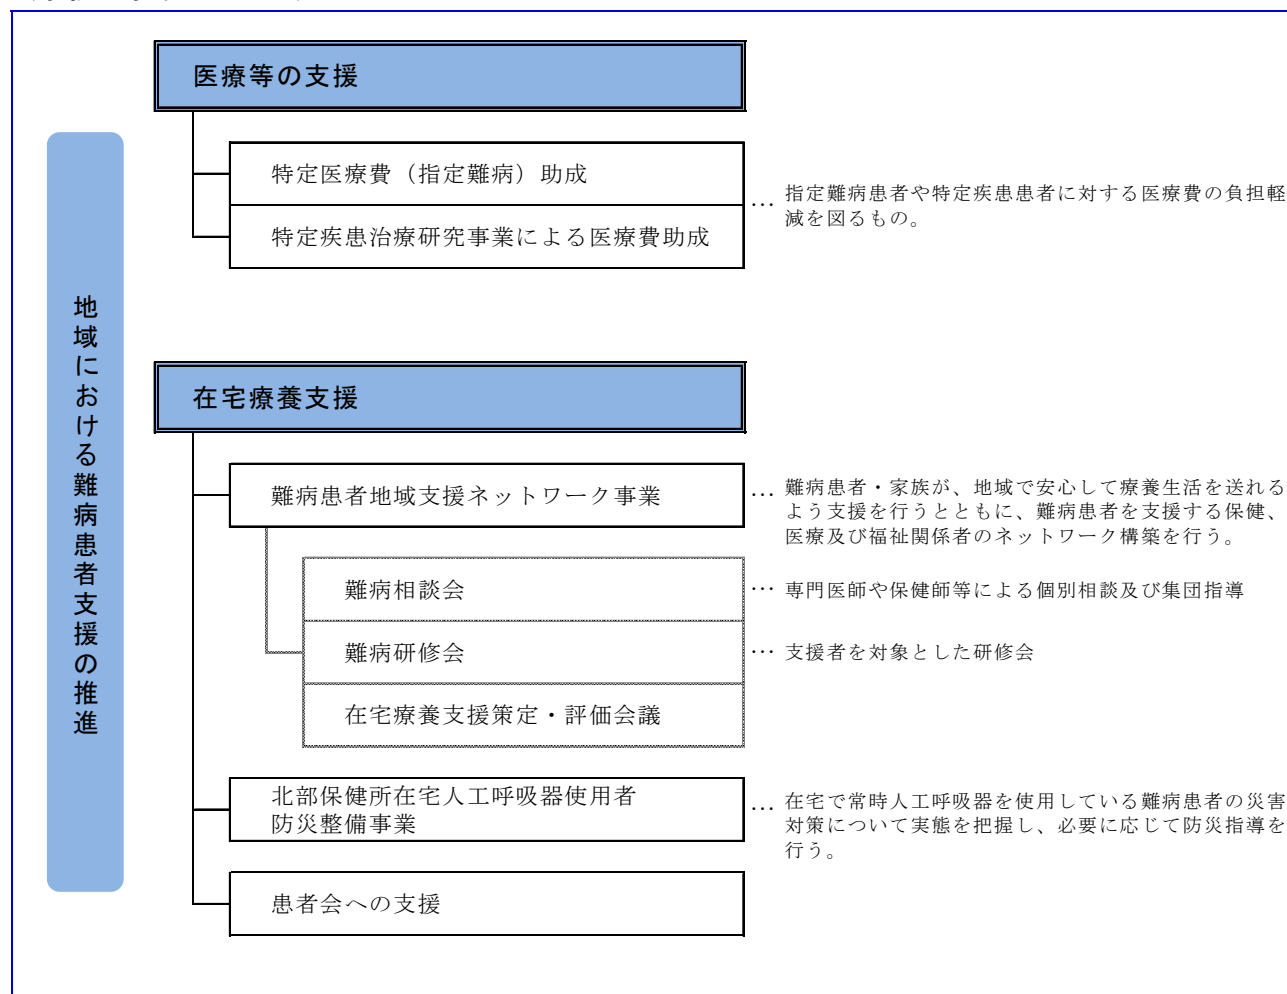 医療等の支援
特定医療費（指定難病）助成
特定疾患治療研究事業による医療費助成
… 指定難病患者や特定疾患患者に対する医療費の負担軽
減を図るもの。
地域における難病患者支援の推進
在宅療養支援
難病患者地域支援ネットワーク事業
… 難病患者・家族が、地域で安心して療養生活を送れる
よう支援を行うとともに、難病患者を支援する保健、
医療及び福祉関係者のネットワーク構築を行う。
難病相談会
… 専門医師や保健師等による個別相談及び集団指導
難病研修会
… 支援者を対象とした研修会
在宅療養支援策定・評価会議
北部保健所在宅人工呼吸器使用者
防災整備事業
… 在宅で常時人工呼吸器を使用している難病患者の災害
対策について実態を把握し、必要に応じて防災指導を
行う。
患者会への支援